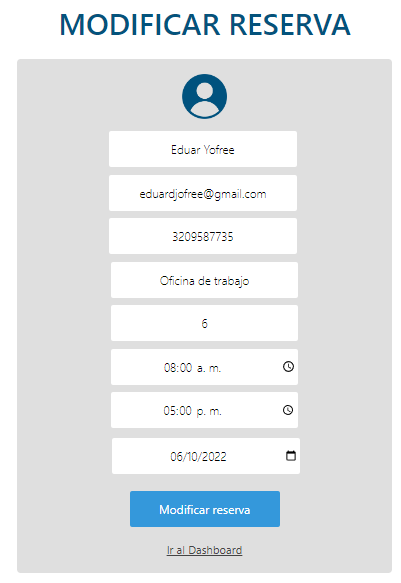 MODIFICAR RESERVA
Eduar Yofree
eduardjofree@gmail.com
3209587735
Oficina de trabajo
6
08:00 a. m.
05:00 p. m.
06/10/2022
Modificar reserva
Ir al Dashboard